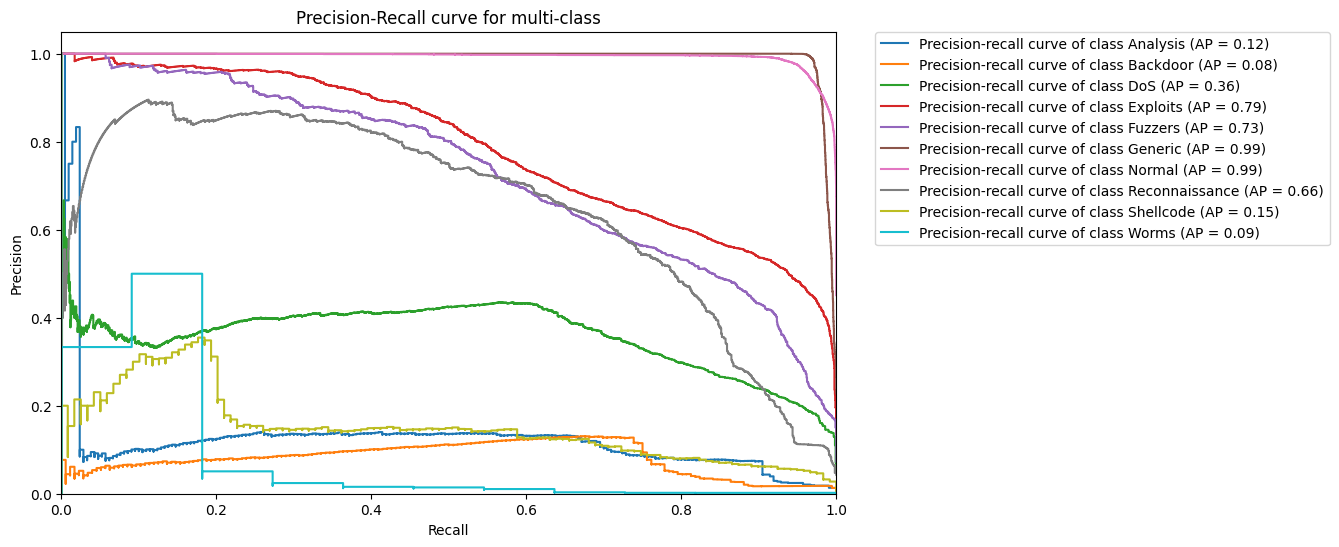 Precision-Recall curve for multi-class
1.0
0.8
0.6
0.4
0.2
0.0
Precision
0.0 0.2 0.4 0.6 0.8 1.0
Recall
Precision-recall curve of class Analysis (AP = 0.12)
Precision-recall curve of class Backdoor (AP = 0.08)
Precision-recall curve of class DoS (AP = 0.36)
Precision-recall curve of class Exploits (AP = 0.79)
Precision-recall curve of class Fuzzers (AP = 0.73)
Precision-recall curve of class Generic (AP = 0.99)
Precision-recall curve of class Normal (AP = 0.99)
Precision-recall curve of class Reconnaissance (AP = 0.66)
Precision-recall curve of class Shellcode (AP = 0.15)
Precision-recall curve of class Worms (AP = 0.09)